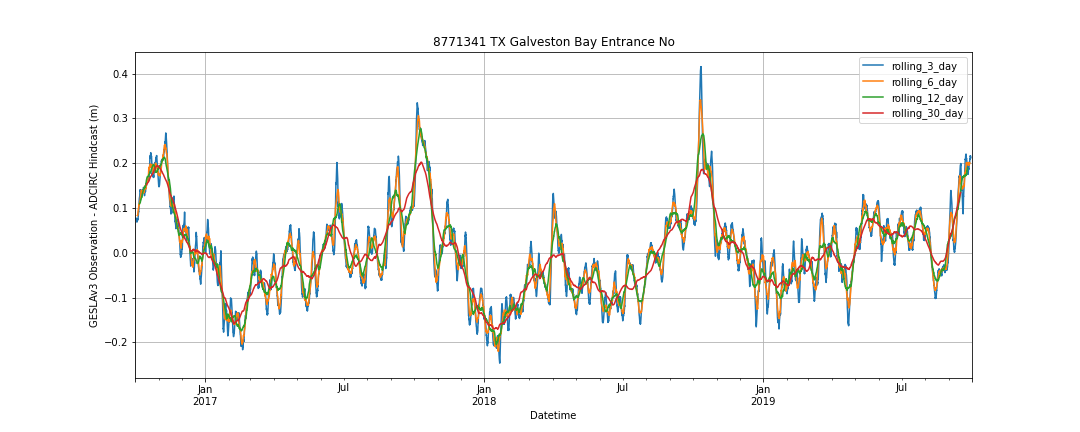 8771341 TX Galveston Bay Entrance No
GESLAv3 Observation - ADCIRC Hindcast (m)
0.4
0.3
0.2
0.1
0.0
−0.1
−0.2
rolling_3_day
rolling_6_day
rolling_12_day
rolling_30_day
Jan
2017
Jul
Jan
2018
Jul
Jan
2019
Jul
Datetime